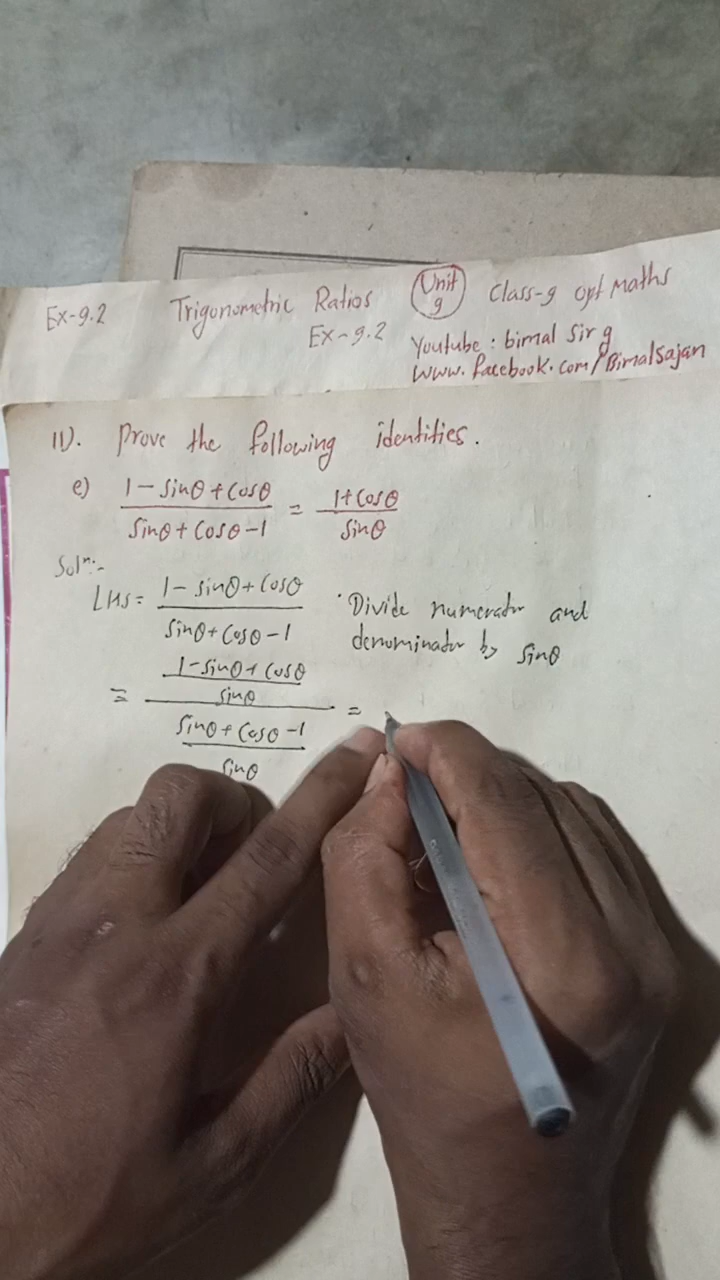 Ex-9.2 Trigonometric Ratios Unit 9 Class-9 opt Maths
Ex-9.2 Youtube : bimal Sir g
www.facebook.com/Bimalsajan
11). Prove the following identities.
e) (1 - Sinθ + Cosθ)/(Sinθ + Cosθ - 1) = (1 + Cosθ)/Sinθ
Solⁿ:-
LHS = (1 - sinθ + Cosθ)/(Sinθ + Cosθ - 1) Divide numerator and
denominator by Sinθ
= ((1 - sinθ + Cosθ)/Sinθ)/((Sinθ + Cosθ - 1)/Sinθ) =